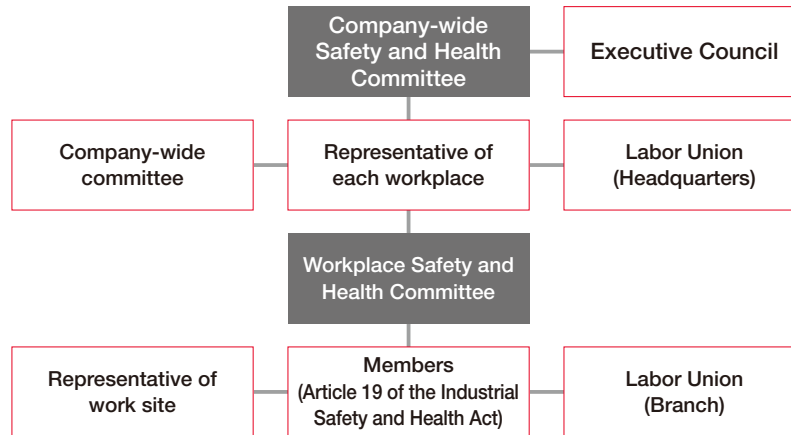 Company-wide
Safety and Health
Committee
Executive Council
Company-wide
committee
Representative of
each workplace
Labor Union
(Headquarters)
Workplace Safety and
Health Committee
Representative of
work site
Members
(Article 19 of the Industrial
Safety and Health Act)
Labor Union
(Branch)